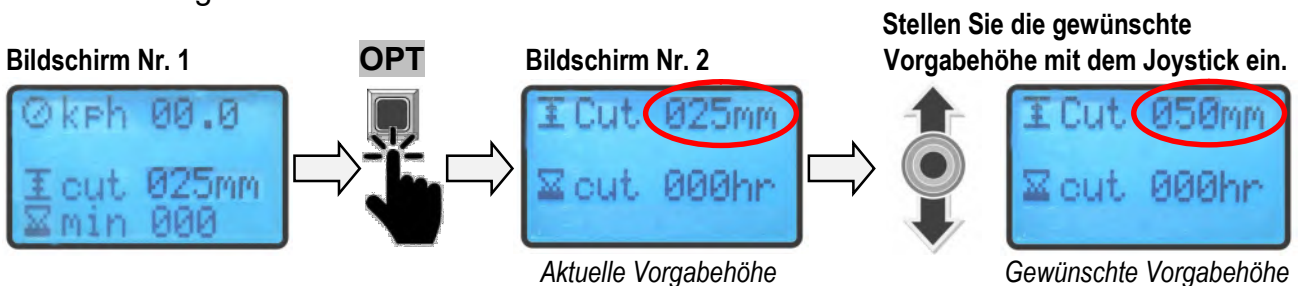 Stellen Sie die gewünschte
Vorgabehöhe mit dem Joystick ein.
Bildschirm Nr. 1
OPT
Bildschirm Nr. 2
kph 00.0
cut 025mm
min 000
Cut 025mm
cut 000hr
Aktuelle Vorgabehöhe
Cut 050mm
cut 000hr
Gewünschte Vorgabehöhe